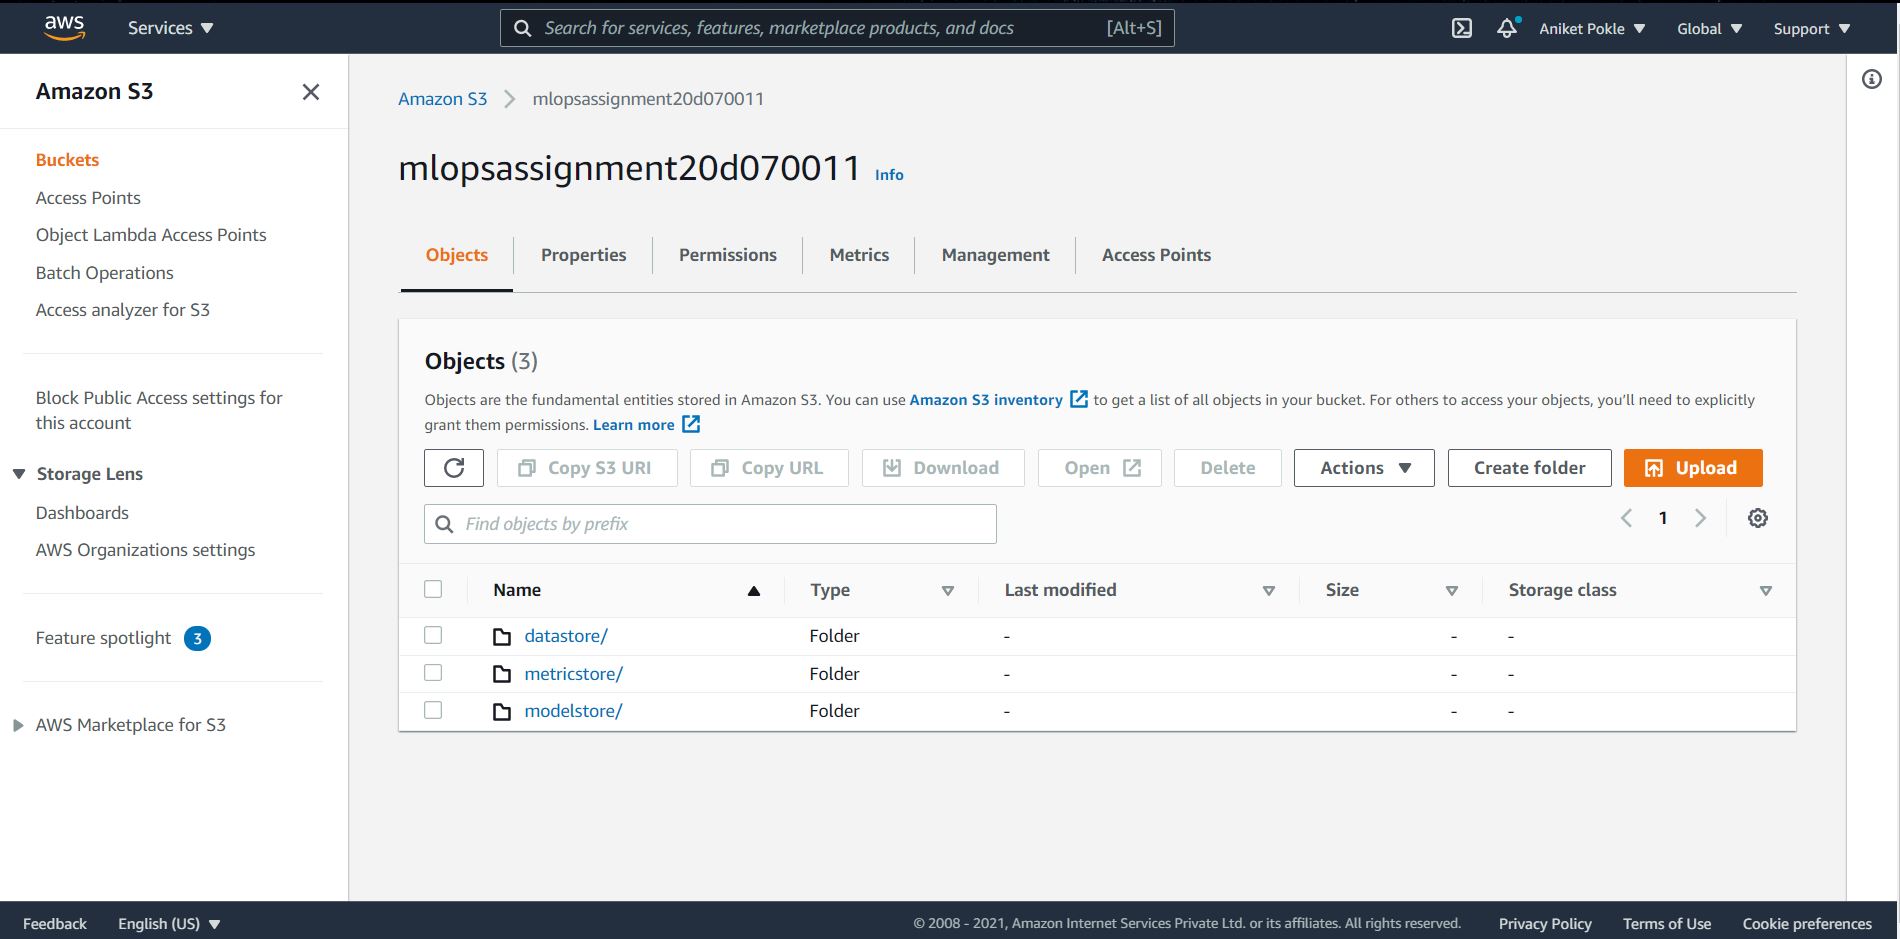 aws Services Search for services, features, marketplace products, and docs [Alt+S] Aniket Pokle Global Support
Amazon S3
Buckets
Access Points
Object Lambda Access Points
Batch Operations
Access analyzer for S3
Block Public Access settings for
this account
Storage Lens
Dashboards
AWS Organizations settings
Feature spotlight 3
AWS Marketplace for S3
Amazon S3 mlopsassignment20d070011
mlopsassignment20d070011 Info
Objects Properties Permissions Metrics Management Access Points
Objects (3)
Objects are the fundamental entities stored in Amazon S3. You can use Amazon S3 inventory to get a list of all objects in your bucket. For others to access your objects, you'll need to explicitly
grant them permissions. Learn more
Copy S3 URI Copy URL Download Open Delete Actions Create folder Upload
Find objects by prefix 1
Name Type Last modified Size Storage class
datastore/ Folder - - -
metricstore/ Folder - - -
modelstore/ Folder - - -
Feedback English (US) © 2008 - 2021, Amazon Internet Services Private Ltd. or its affiliates. All rights reserved. Privacy Policy Terms of Use Cookie preferences